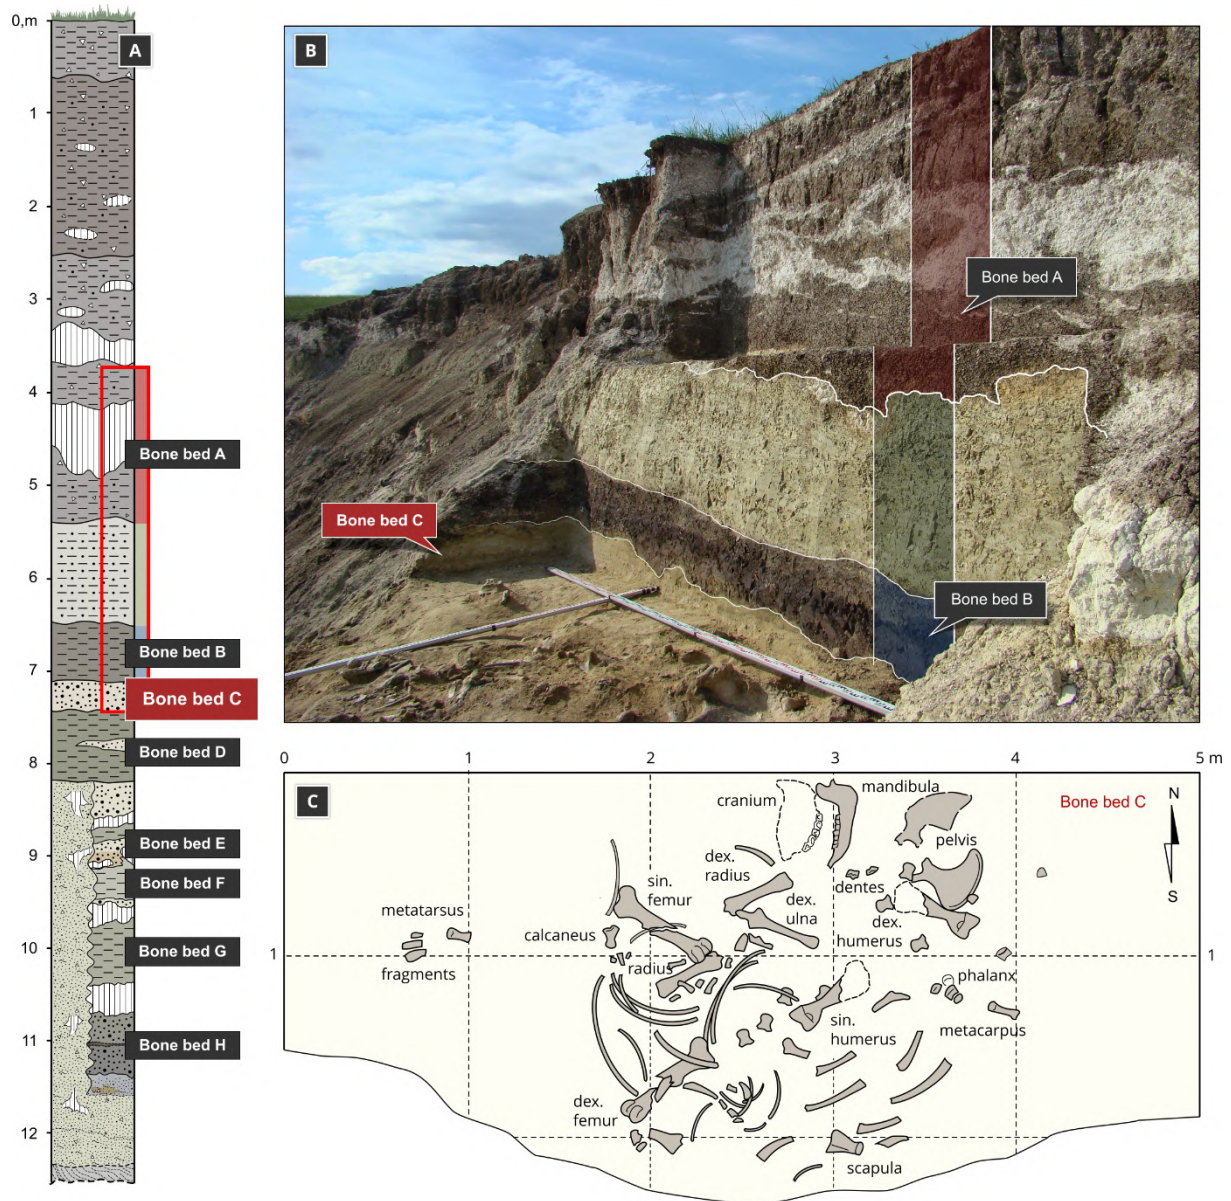 0,m
A
1
2
3
4
5
6
7
8
9
10
11
12
Bone bed A
Bone bed B
Bone bed C
Bone bed D
Bone bed E
Bone bed F
Bone bed G
Bone bed H
B
Bone bed A
Bone bed C
Bone bed B
0
1
2
3
4
5 m
C
cranium
mandibula
Bone bed C
N
S
pelvis
dex.
radius
sin.
femur
dentes
dex.
ulna
metatarsus
calcaneus
dex.
humerus
1
fragments
radius
phalanx
1
sin.
humerus
metacarpus
dex.
femur
scapula